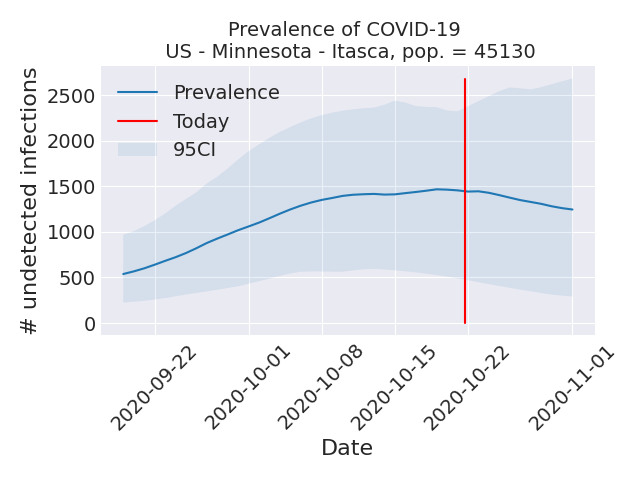 Prevalence of COVID-19
US - Minnesota - Itasca, pop. = 45130
# undetected infections
2500
2000
1500
1000
500
0
Prevalence
Today
95CI
2020-09-22
2020-10-01
2020-10-08
2020-10-15
2020-10-22
2020-11-01
Date